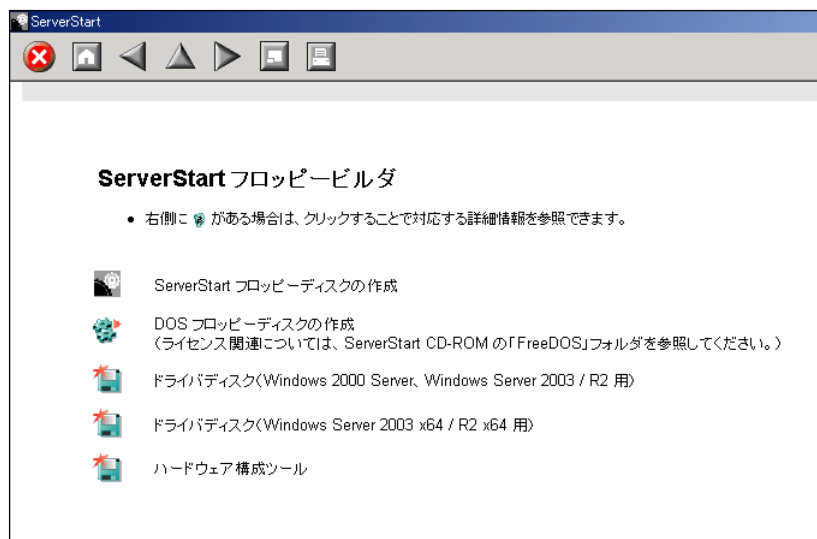 ServerStart
ServerStart フロッピービルダ
• 右側に がある場合は、クリックすることで対応する詳細情報を参照できます。
ServerStart フロッピーディスクの作成
DOS フロッピーディスクの作成
(ライセンス関連については、ServerStart CD-ROM の「FreeDOS」フォルダを参照してください。)
ドライバディスク(Windows 2000 Server、Windows Server 2003 / R2 用)
ドライバディスク(Windows Server 2003 x64 / R2 x64 用)
ハードウェア構成ツール